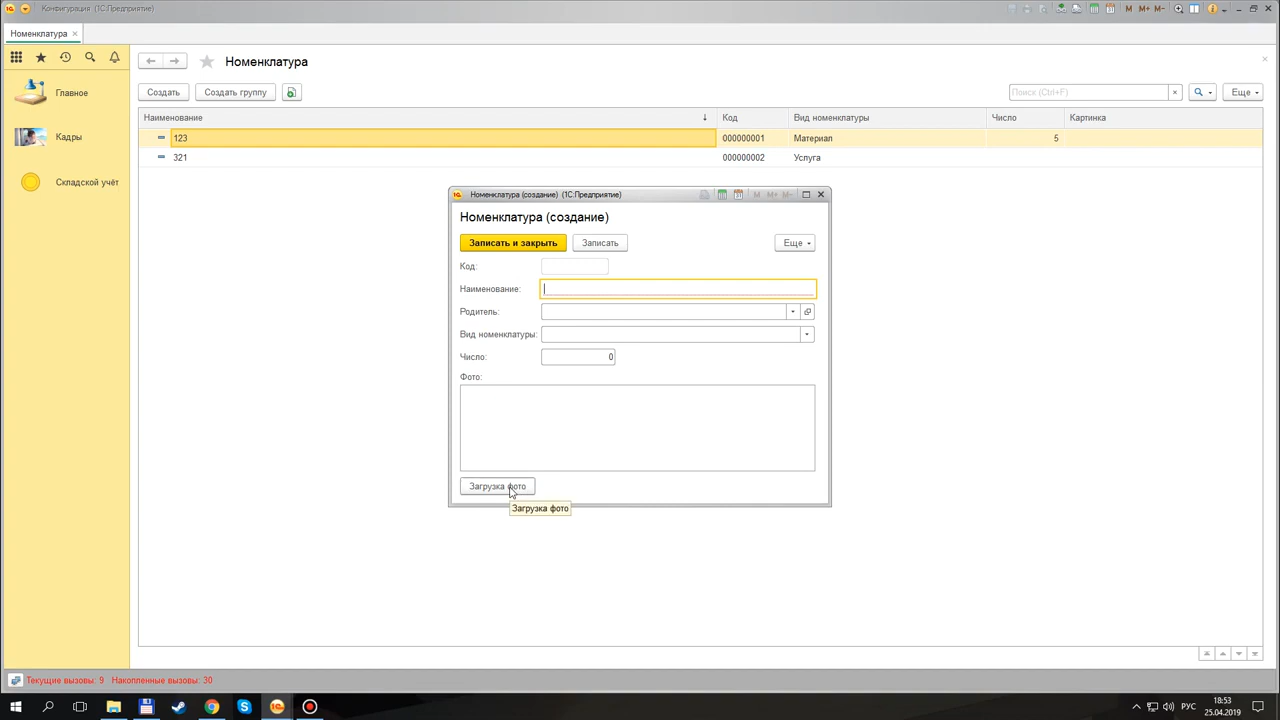 Конфигурация (1С:Предприятие)
M M+ M-
Номенклатура ×
Номенклатура
Главное
Кадры
Складской учёт
Создать
Создать группу
Поиск (Ctrl+F)
×
Еще
Наименование
Код
Вид номенклатуры
Число
Картинка
123
000000001
Материал
5
321
000000002
Услуга
Номенклатура (создание) (1С:Предприятие)
M M+ M-
Номенклатура (создание)
Записать и закрыть
Записать
Еще
Код:
Наименование:
Родитель:
Вид номенклатуры:
Число:
0
Фото:
Загрузка фото
Загрузка фото
Текущие вызовы: 9 Накопленные вызовы: 30
РУС
18:53
25.04.2019